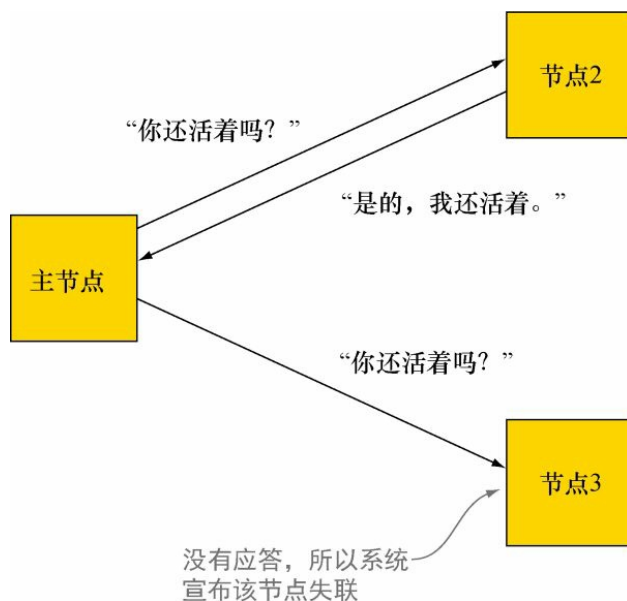 节点2
“你还活着吗？”
“是的，我还活着。”
主节点
“你还活着吗？”
节点3
没有应答，所以系统
宣布该节点失联